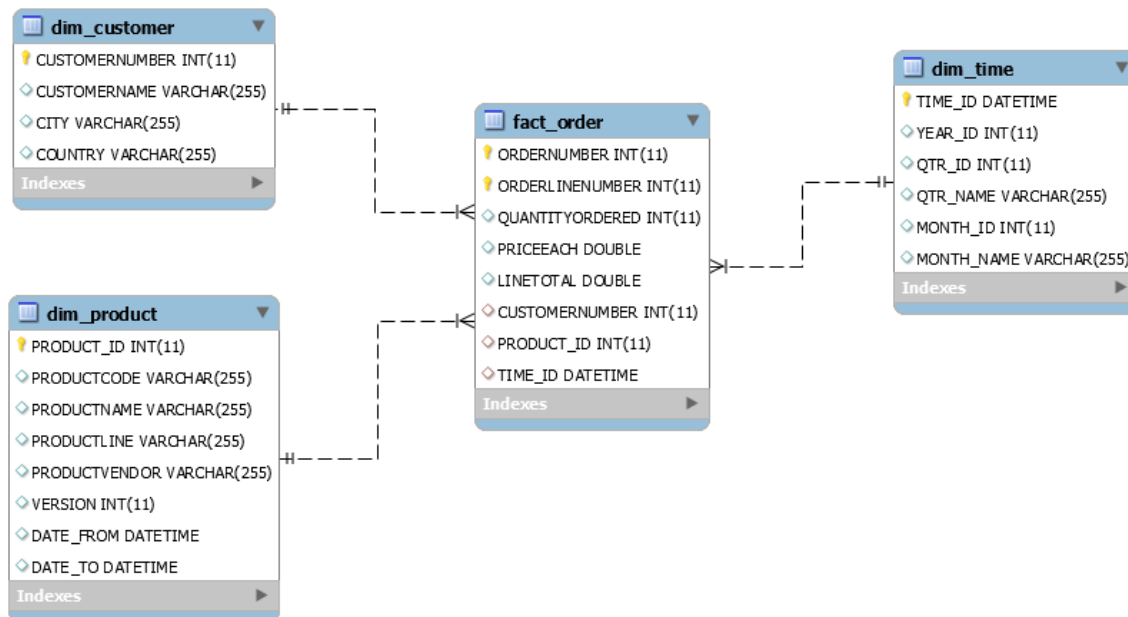 dim_customer
CUSTOMERNUMBER INT(11)
CUSTOMERNAME VARCHAR(255)
CITY VARCHAR(255)
COUNTRY VARCHAR(255)
Indexes
dim_product
PRODUCT_ID INT(11)
PRODUCTCODE VARCHAR(255)
PRODUCTNAME VARCHAR(255)
PRODUCTLINE VARCHAR(255)
PRODUCTVENDOR VARCHAR(255)
VERSION INT(11)
DATE_FROM DATETIME
DATE_TO DATETIME
Indexes
fact_order
ORDERNUMBER INT(11)
ORDERLINENUMBER INT(11)
QUANTITYORDERED INT(11)
PRICEEACH DOUBLE
LINETOTAL DOUBLE
CUSTOMERNUMBER INT(11)
PRODUCT_ID INT(11)
TIME_ID DATETIME
Indexes
dim_time
TIME_ID DATETIME
YEAR_ID INT(11)
QTR_ID INT(11)
QTR_NAME VARCHAR(255)
MONTH_ID INT(11)
MONTH_NAME VARCHAR(255)
Indexes